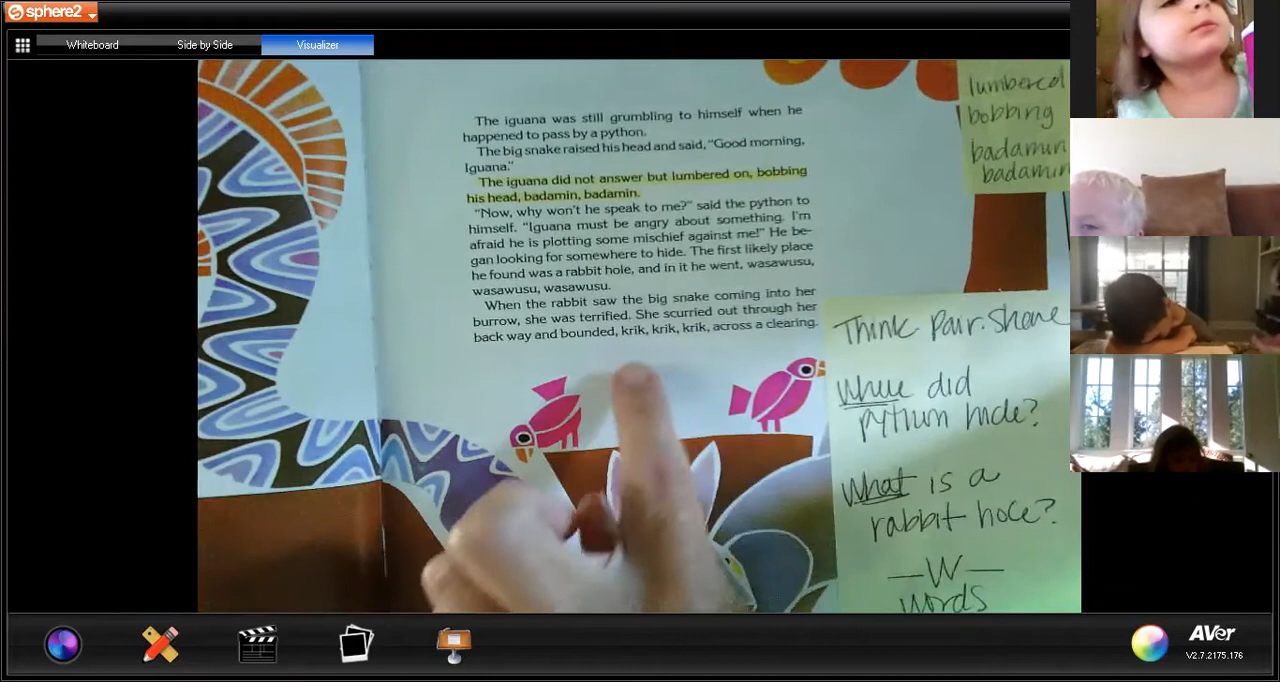 sphere2
Whiteboard
Side by Side
Visualizer
The iguana was still grumbling to himself when he
happened to pass by a python.
The big snake raised his head and said, "Good morning,
Iguana."
The iguana did not answer but lumbered on, bobbing
his head, badamin, badamin.
"Now, why won't he speak to me?" said the python to
himself. "Iguana must be angry about something. I'm
afraid he is plotting some mischief against me!" He be-
gan looking for somewhere to hide. The first likely place
he found was a rabbit hole, and in it he went, wasawusu,
wasawusu, wasawusu.
When the rabbit saw the big snake coming into her
burrow, she was terrified. She scurried out through her
back way and bounded, krik, krik, krik, across a clearing.
lumbered
bobbing
badamin
badamin
Think Pair. Share
Where did
python hide?
What is a
rabbit hole?
—W—
words
AVer
V2.7.2175.176